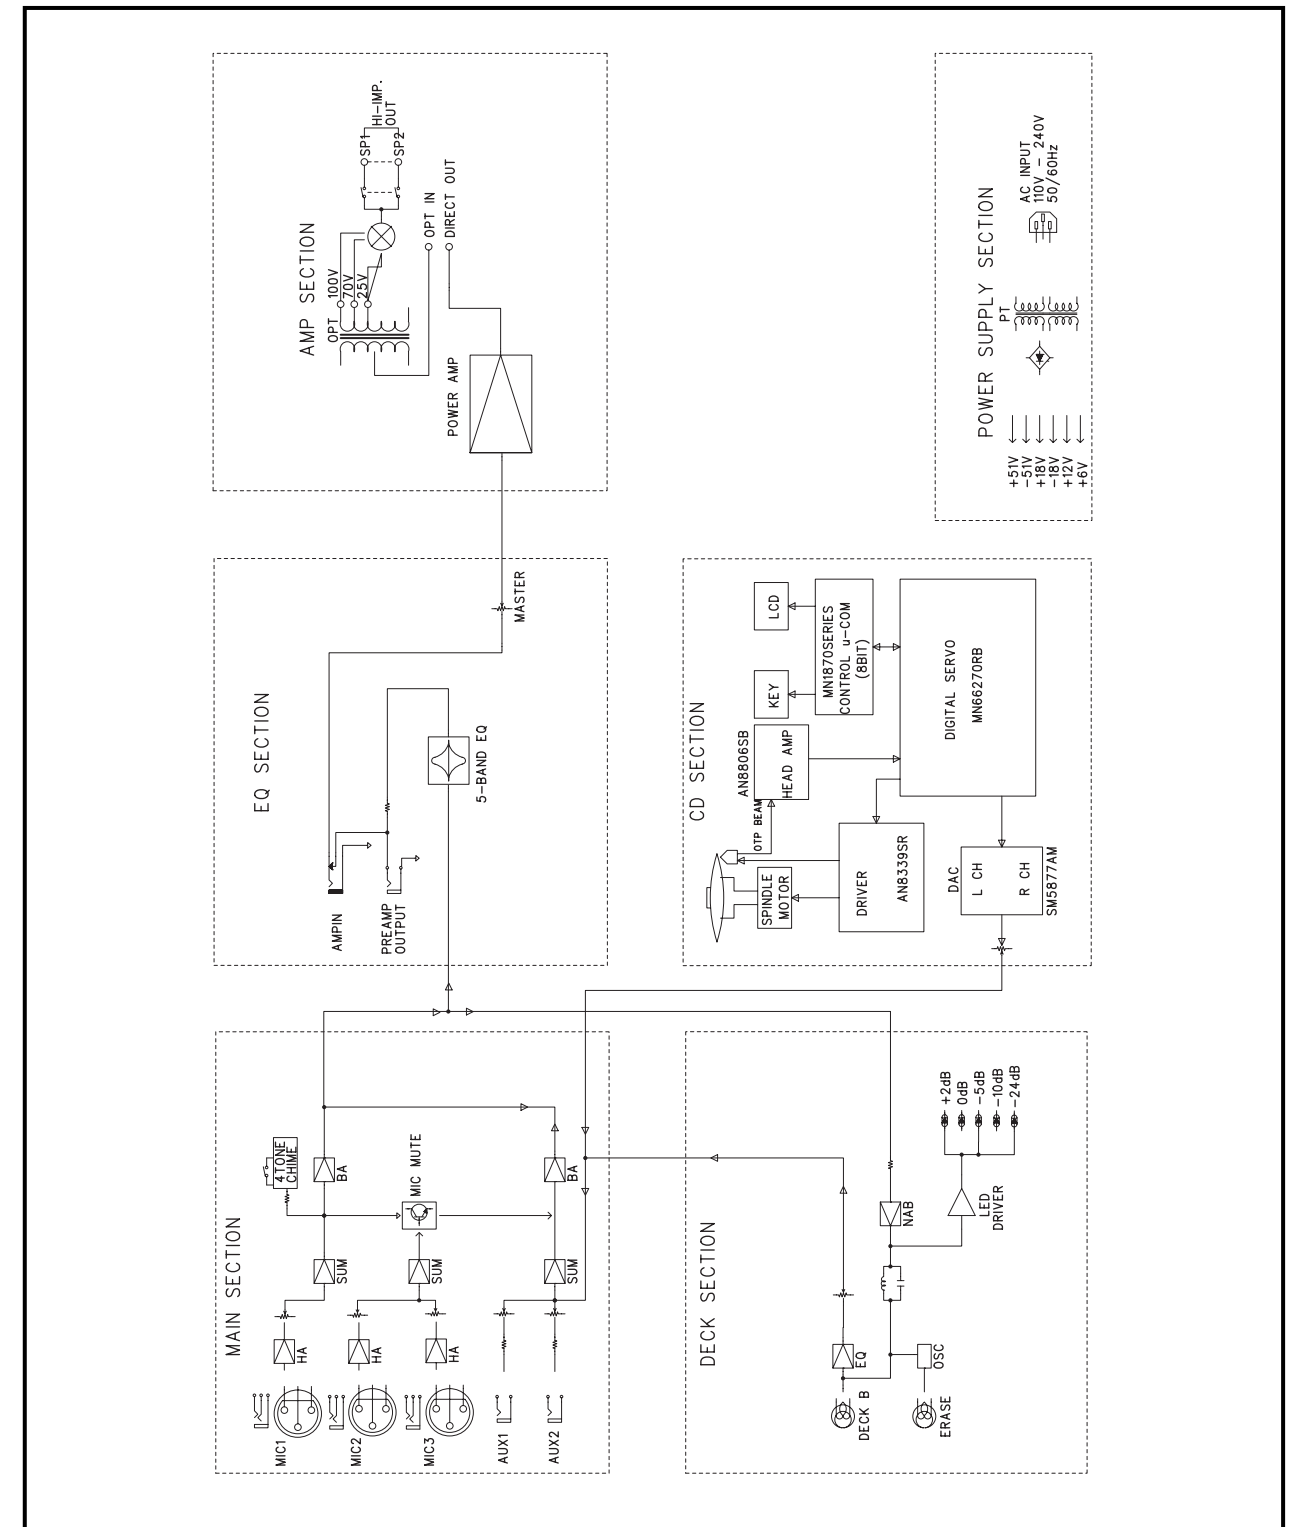 AMP SECTION
OPT
100V
70V
25V
SP1
SP2
HI-IMP.
OUT
OPT IN
DIRECT OUT
POWER AMP
POWER SUPPLY SECTION
PT
AC INPUT
110V - 240V
50/60Hz
+51V
-51V
+18V
-18V
+12V
+6V
EQ SECTION
AMPIN
PREAMP
OUTPUT
5-BAND EQ
MASTER
CD SECTION
LCD
KEY
MN1870SERIES
CONTROL u-COM
(8BIT)
DIGITAL SERVO
MN66270RB
AN8806SB
HEAD AMP
OTP BEAM
SPINDLE
MOTOR
DRIVER
AN8339SR
DAC
L CH
R CH
SM5877AM
MAIN SECTION
4TONE
CHIME
BA
MIC MUTE
BA
SUM
SUM
SUM
HA
HA
HA
MIC1
MIC2
MIC3
AUX1
AUX2
DECK SECTION
EQ
DECK B
OSC
ERASE
NAB
LED
DRIVER
+2dB
0dB
-5dB
-10dB
-24dB